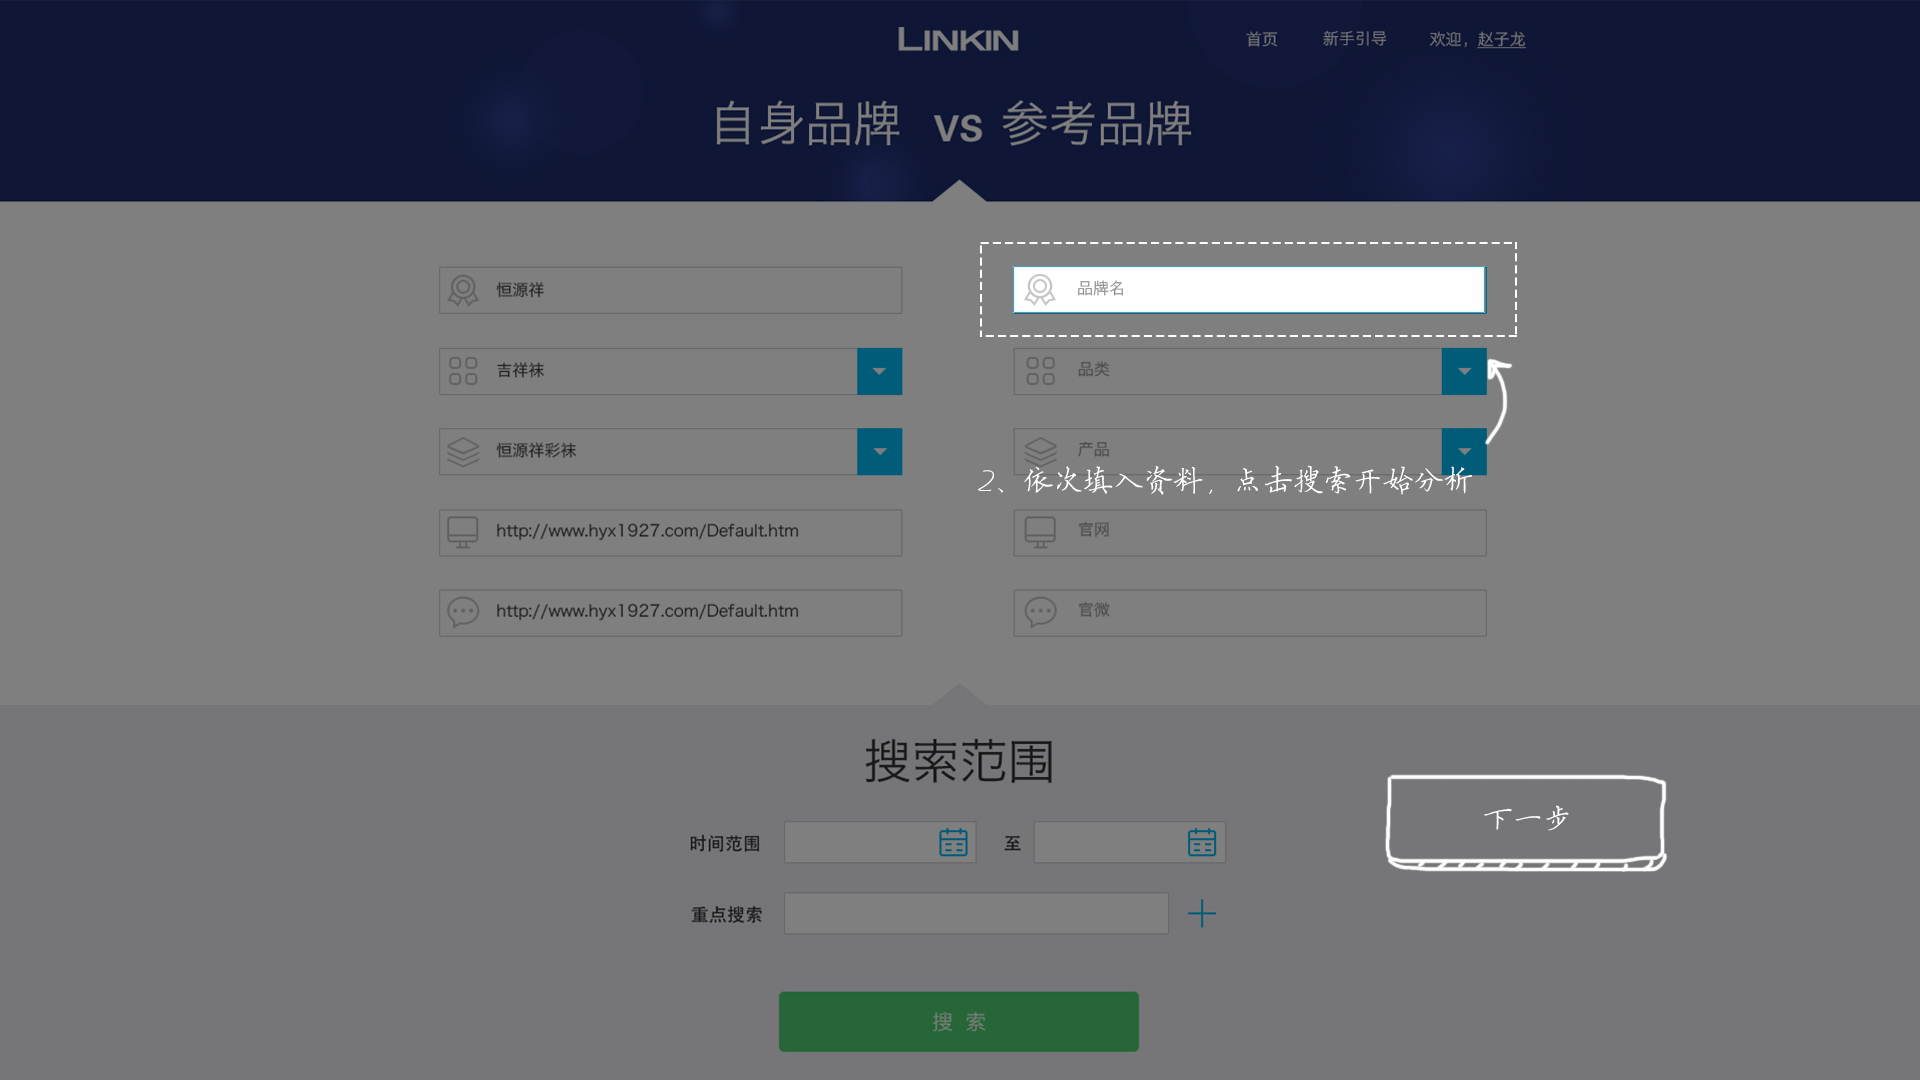 LINKIN
首页 新手引导 欢迎，赵子龙
自身品牌 vs 参考品牌
恒源祥 品牌名
吉祥袜 品类
恒源祥彩袜 产品
2、依次填入资料，点击搜索开始分析
http://www.hyx1927.com/Default.htm 官网
http://www.hyx1927.com/Default.htm 官微
搜索范围
下一步
时间范围 至
重点搜索
搜 索